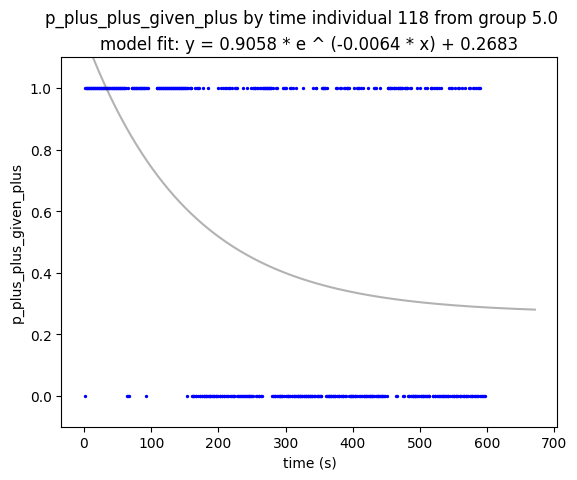 p_plus_plus_given_plus by time individual 118 from group 5.0
model fit: y = 0.9058 * e ^ (-0.0064 * x) + 0.2683
1.0
0.8
0.6
0.4
0.2
0.0
p_plus_plus_given_plus
0 100 200 300 400 500 600 700
time (s)